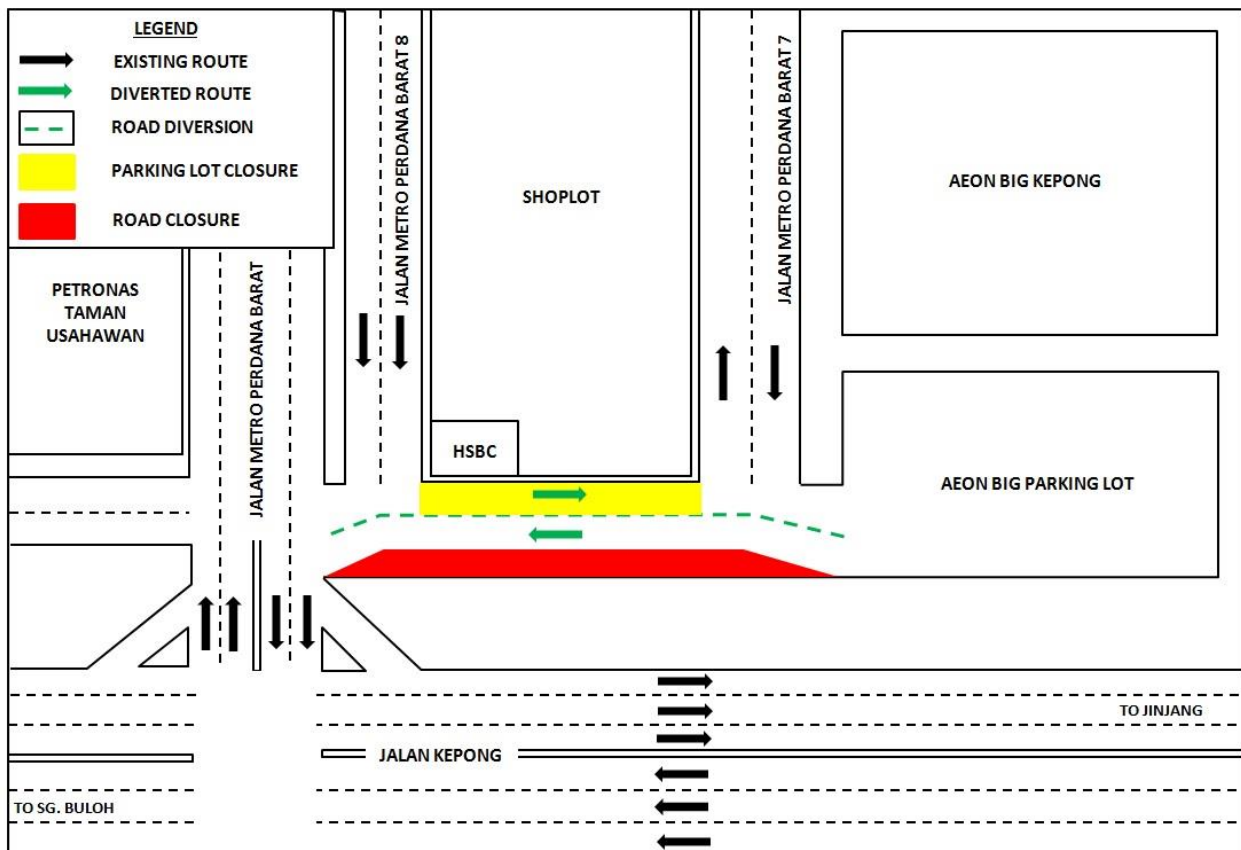 LEGEND
EXISTING ROUTE
DIVERTED ROUTE
ROAD DIVERSION
PARKING LOT CLOSURE
ROAD CLOSURE
PETRONAS
TAMAN
USAHAWAN
JALAN METRO PERDANA BARAT
JALAN METRO PERDANA BARAT 8
SHOPLOT
HSBC
JALAN METRO PERDANA BARAT 7
AEON BIG KEPONG
AEON BIG PARKING LOT
TO JINJANG
JALAN KEPONG
TO SG. BULOH